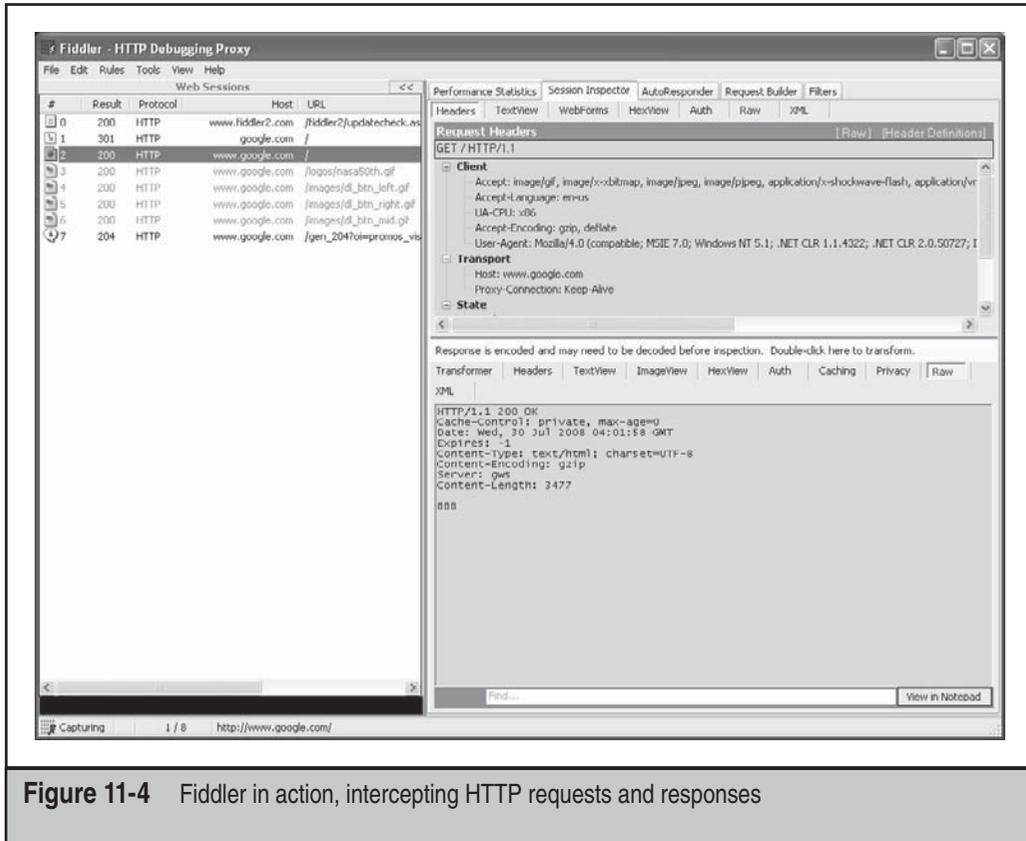 Fiddler - HTTP Debugging Proxy
File Edit Rules Tools View Help
Web Sessions <<
# Result Protocol Host URL
0 200 HTTP www.fiddler2.com /fiddler2/updatecheck.as
1 301 HTTP google.com /
2 200 HTTP www.google.com /
3 200 HTTP www.google.com /logos/nasa50th.gif
4 200 HTTP www.google.com /images/dl_btn_left.gif
5 200 HTTP www.google.com /images/dl_btn_right.gif
6 200 HTTP www.google.com /images/dl_btn_mid.gif
7 204 HTTP www.google.com /gen_204?oi=promos_vis
Performance Statistics Session Inspector AutoResponder Request Builder Filters
Headers TextView WebForms HexView Auth Raw XML
Request Headers [Raw] [Header Definitions]
GET / HTTP/1.1
Client
Accept: image/gif, image/x-xbitmap, image/jpeg, image/pjpeg, application/x-shockwave-flash, application/vr
Accept-Language: en-us
UA-CPU: x86
Accept-Encoding: gzip, deflate
User-Agent: Mozilla/4.0 (compatible; MSIE 7.0; Windows NT 5.1; .NET CLR 1.1.4322; .NET CLR 2.0.50727; I
Transport
Host: www.google.com
Proxy-Connection: Keep-Alive
State
Response is encoded and may need to be decoded before inspection. Double-click here to transform.
Transformer Headers TextView ImageView HexView Auth Caching Privacy Raw
XML
HTTP/1.1 200 OK
Cache-Control: private, max-age=0
Date: Wed, 30 Jul 2008 04:01:58 GMT
Expires: -1
Content-Type: text/html; charset=UTF-8
Content-Encoding: gzip
Server: gws
Content-Length: 3477
Find... View in Notepad
Capturing 1 / 8 http://www.google.com/
Figure 11-4 Fiddler in action, intercepting HTTP requests and responses